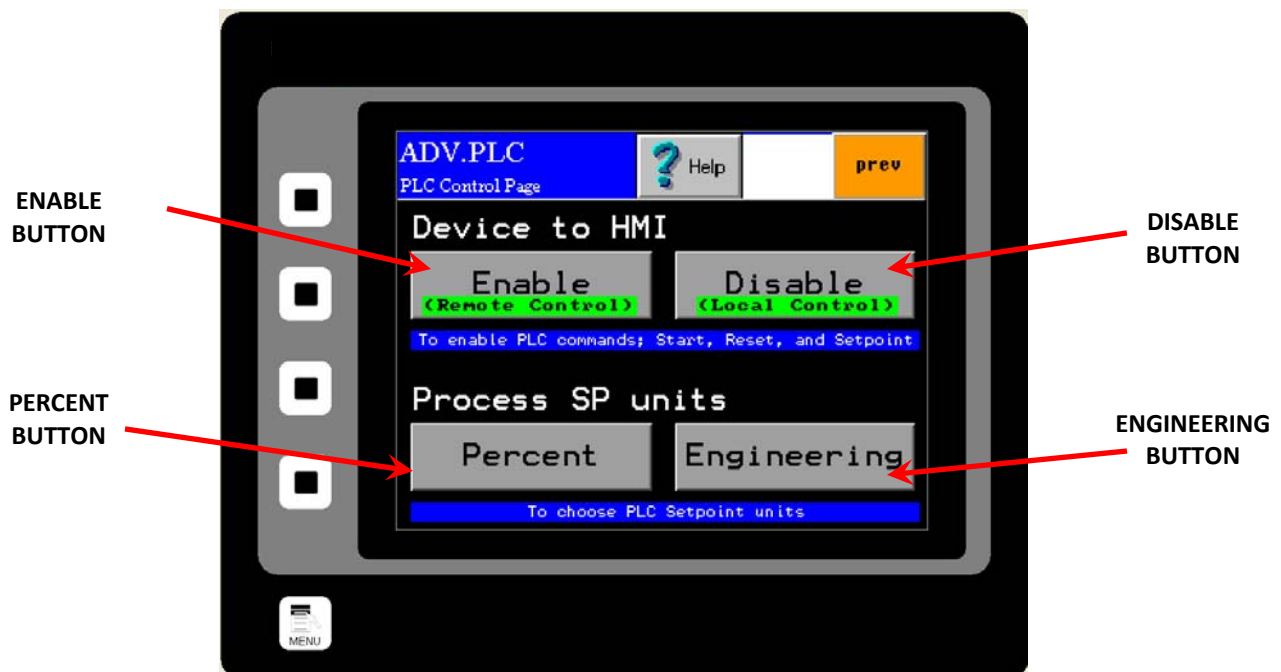 ADV.PLC
PLC Control Page
? Help
prev
ENABLE
BUTTON
Device to HMI
DISABLE
BUTTON
Enable
(Remote Control)
Disable
(Local Control)
To enable PLC commands; Start, Reset, and Setpoint
PERCENT
BUTTON
Process SP units
ENGINEERING
BUTTON
Percent
Engineering
To choose PLC Setpoint units
MENU